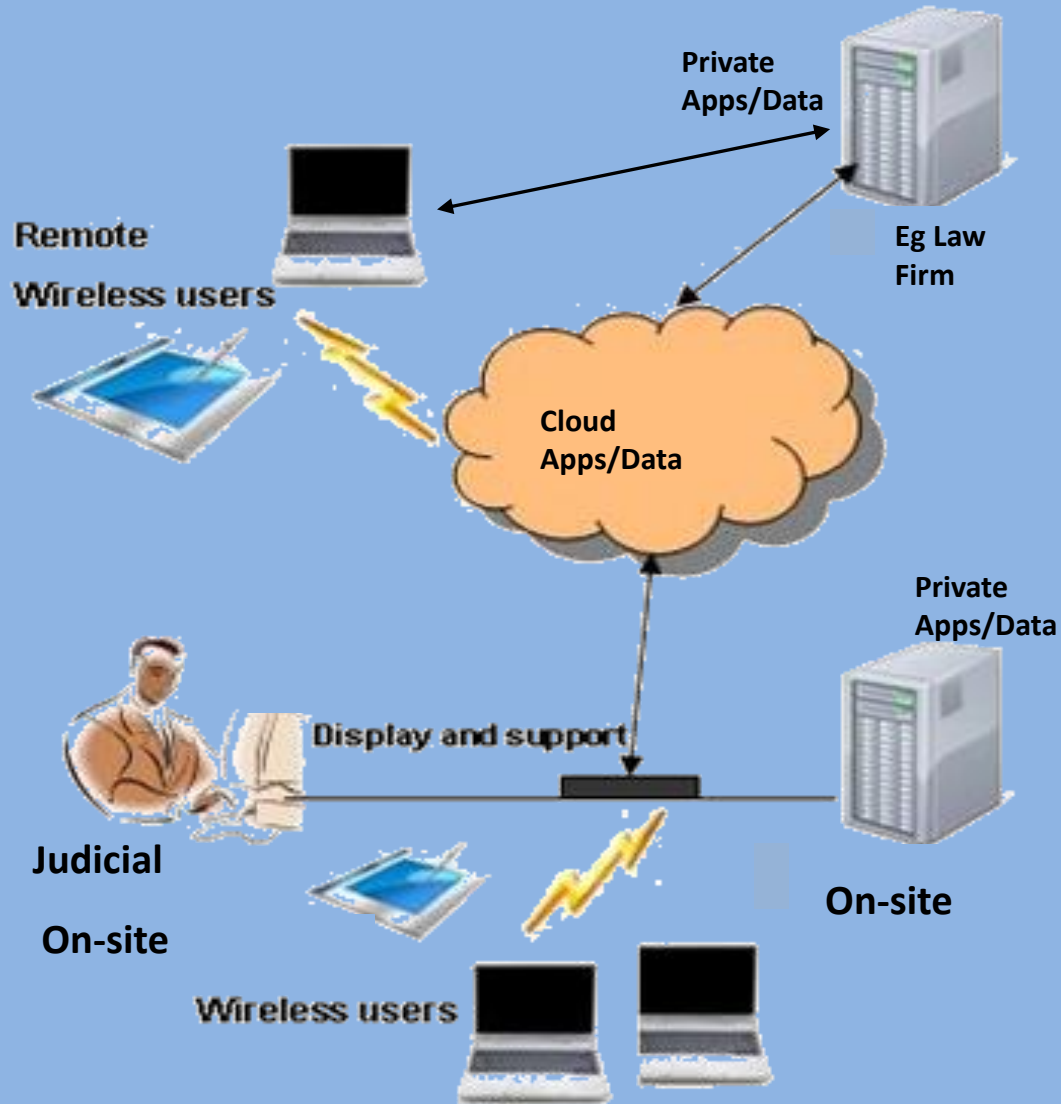 Private
Apps/Data
Remote
Wireless users
Eg Law
Firm
Cloud
Apps/Data
Private
Apps/Data
Display and support
Judicial
On-site
On-site
Wireless users